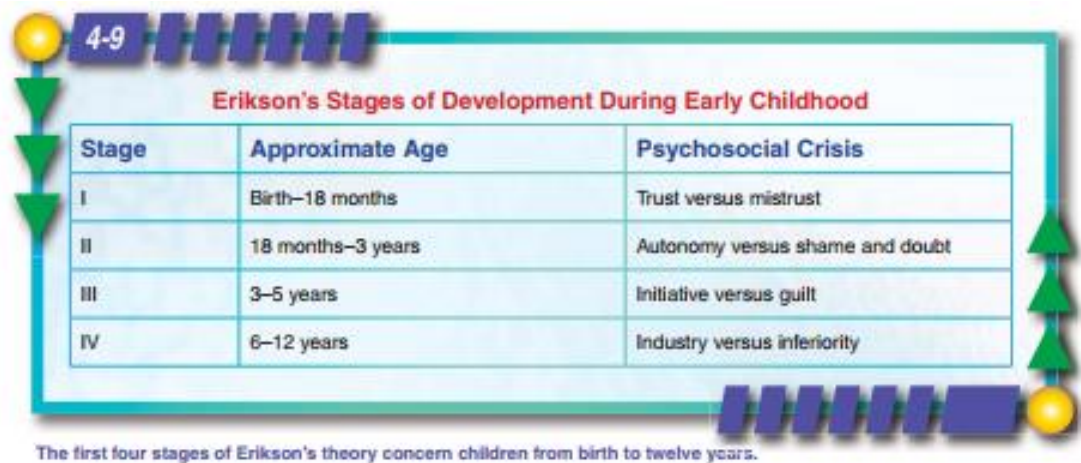 4-9
Erikson's Stages of Development During Early Childhood
Stage Approximate Age Psychosocial Crisis
I Birth–18 months Trust versus mistrust
II 18 months–3 years Autonomy versus shame and doubt
III 3–5 years Initiative versus guilt
IV 6–12 years Industry versus inferiority
The first four stages of Erikson's theory concern children from birth to twelve years.